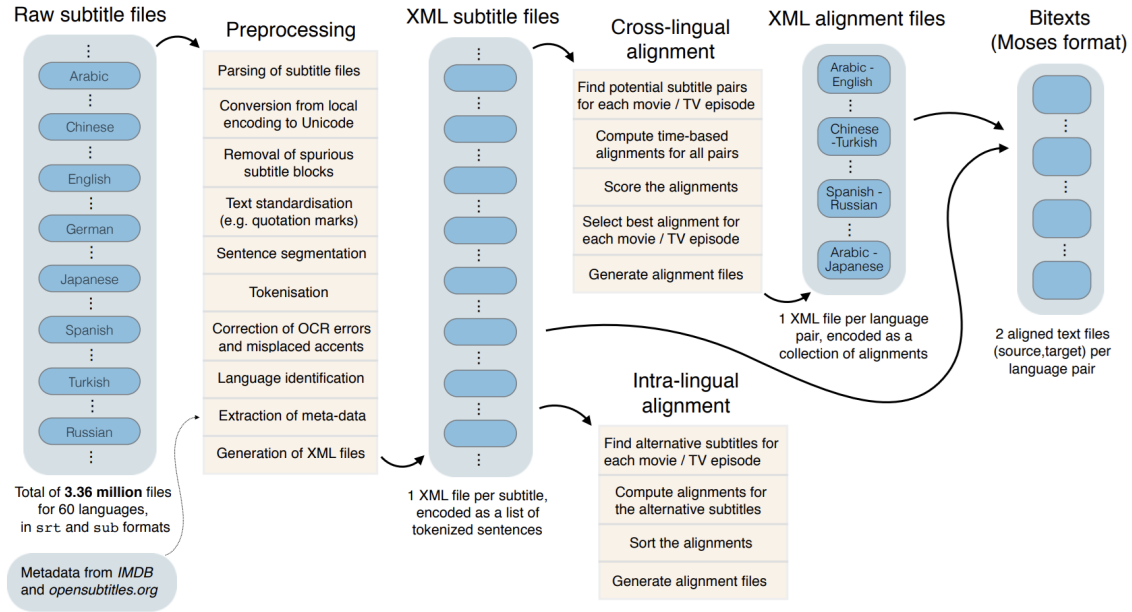 Raw subtitle files
⋮
Arabic
⋮
Chinese
⋮
English
⋮
German
⋮
Japanese
⋮
Spanish
⋮
Turkish
⋮
Russian
⋮
Total of 3.36 million files
for 60 languages,
in srt and sub formats
Metadata from IMDB
and opensubtitles.org
Preprocessing
Parsing of subtitle files
Conversion from local
encoding to Unicode
Removal of spurious
subtitle blocks
Text standardisation
(e.g. quotation marks)
Sentence segmentation
Tokenisation
Correction of OCR errors
and misplaced accents
Language identification
Extraction of meta-data
Generation of XML files
XML subtitle files
1 XML file per subtitle,
encoded as a list of
tokenized sentences
Cross-lingual
alignment
Find potential subtitle pairs
for each movie / TV episode
Compute time-based
alignments for all pairs
Score the alignments
Select best alignment for
each movie / TV episode
Generate alignment files
Intra-lingual
alignment
Find alternative subtitles for
each movie / TV episode
Compute alignments for
the alternative subtitles
Sort the alignments
Generate alignment files
XML alignment files
Arabic -
English
⋮
Chinese
-Turkish
⋮
Spanish -
Russian
⋮
Arabic -
Japanese
1 XML file per language
pair, encoded as a
collection of alignments
Bitexts
(Moses format)
2 aligned text files
(source,target) per
language pair